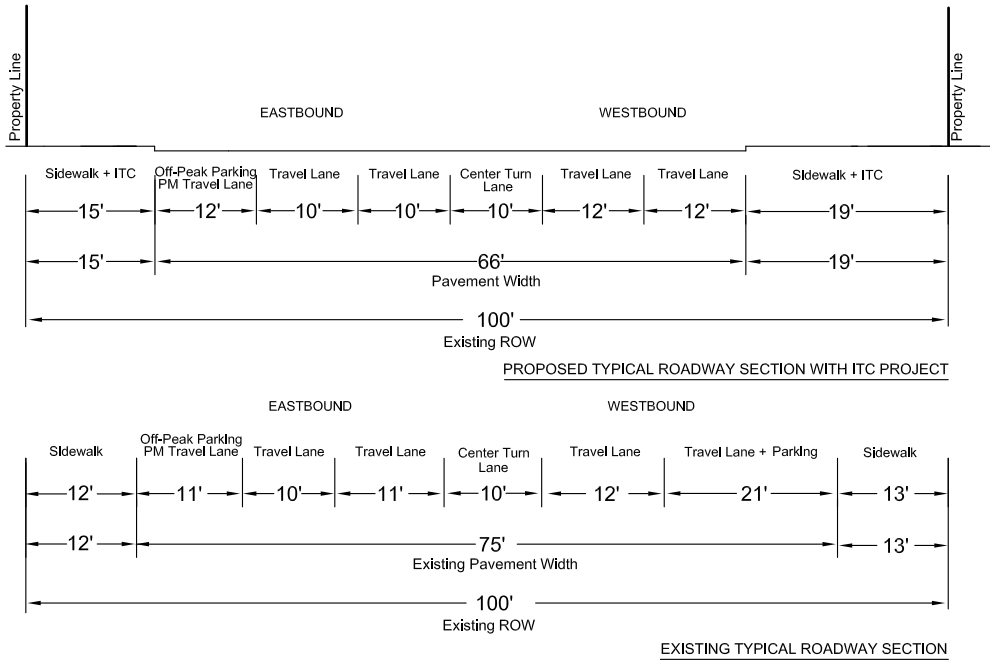 Property Line
Property Line
EASTBOUND
WESTBOUND
Sidewalk + ITC
Off-Peak Parking
PM Travel Lane
Travel Lane
Travel Lane
Center Turn
Lane
Travel Lane
Travel Lane
Sidewalk + ITC
15'
12'
10'
10'
10'
12'
12'
19'
15'
66'
19'
Pavement Width
100'
Existing ROW
PROPOSED TYPICAL ROADWAY SECTION WITH ITC PROJECT
EASTBOUND
WESTBOUND
Sidewalk
Off-Peak Parking
PM Travel Lane
Travel Lane
Travel Lane
Center Turn
Lane
Travel Lane
Travel Lane + Parking
Sidewalk
12'
11'
10'
11'
10'
12'
21'
13'
12'
75'
13'
Existing Pavement Width
100'
Existing ROW
EXISTING TYPICAL ROADWAY SECTION